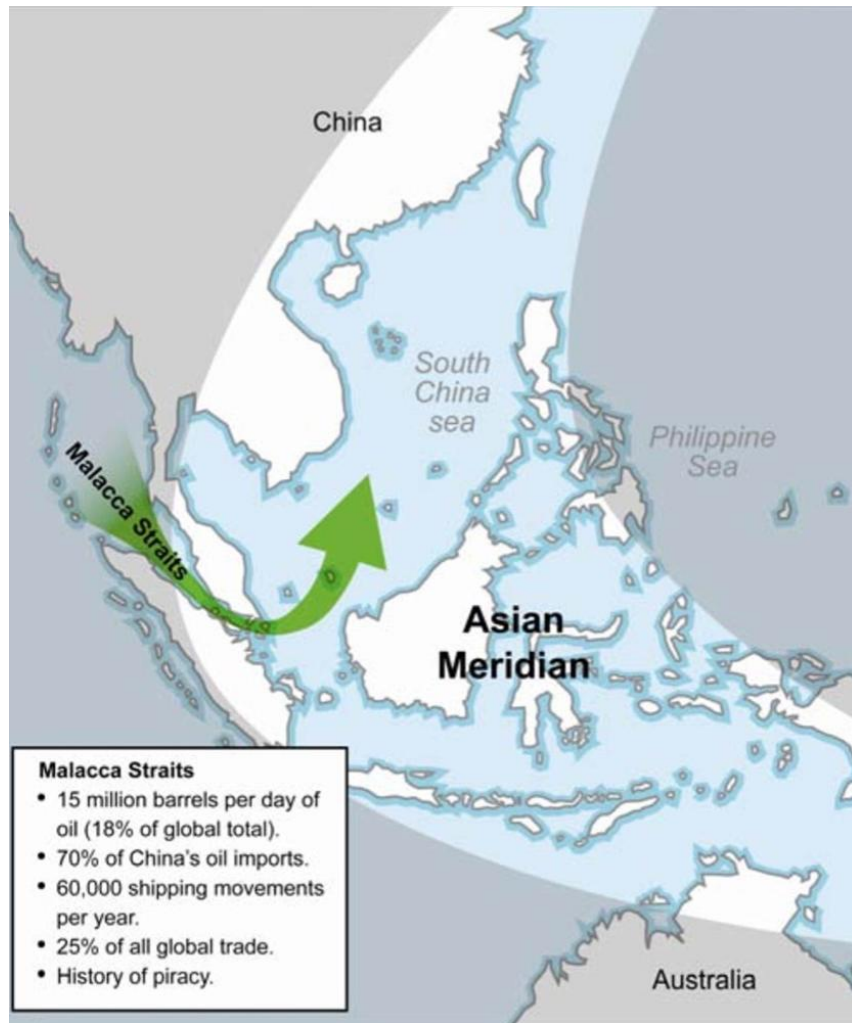 China
South
China
sea
Philippine
Sea
Malacca Straits
Asian
Meridian
Malacca Straits
• 15 million barrels per day of
oil (18% of global total).
• 70% of China's oil imports.
• 60,000 shipping movements
per year.
• 25% of all global trade.
• History of piracy.
Australia